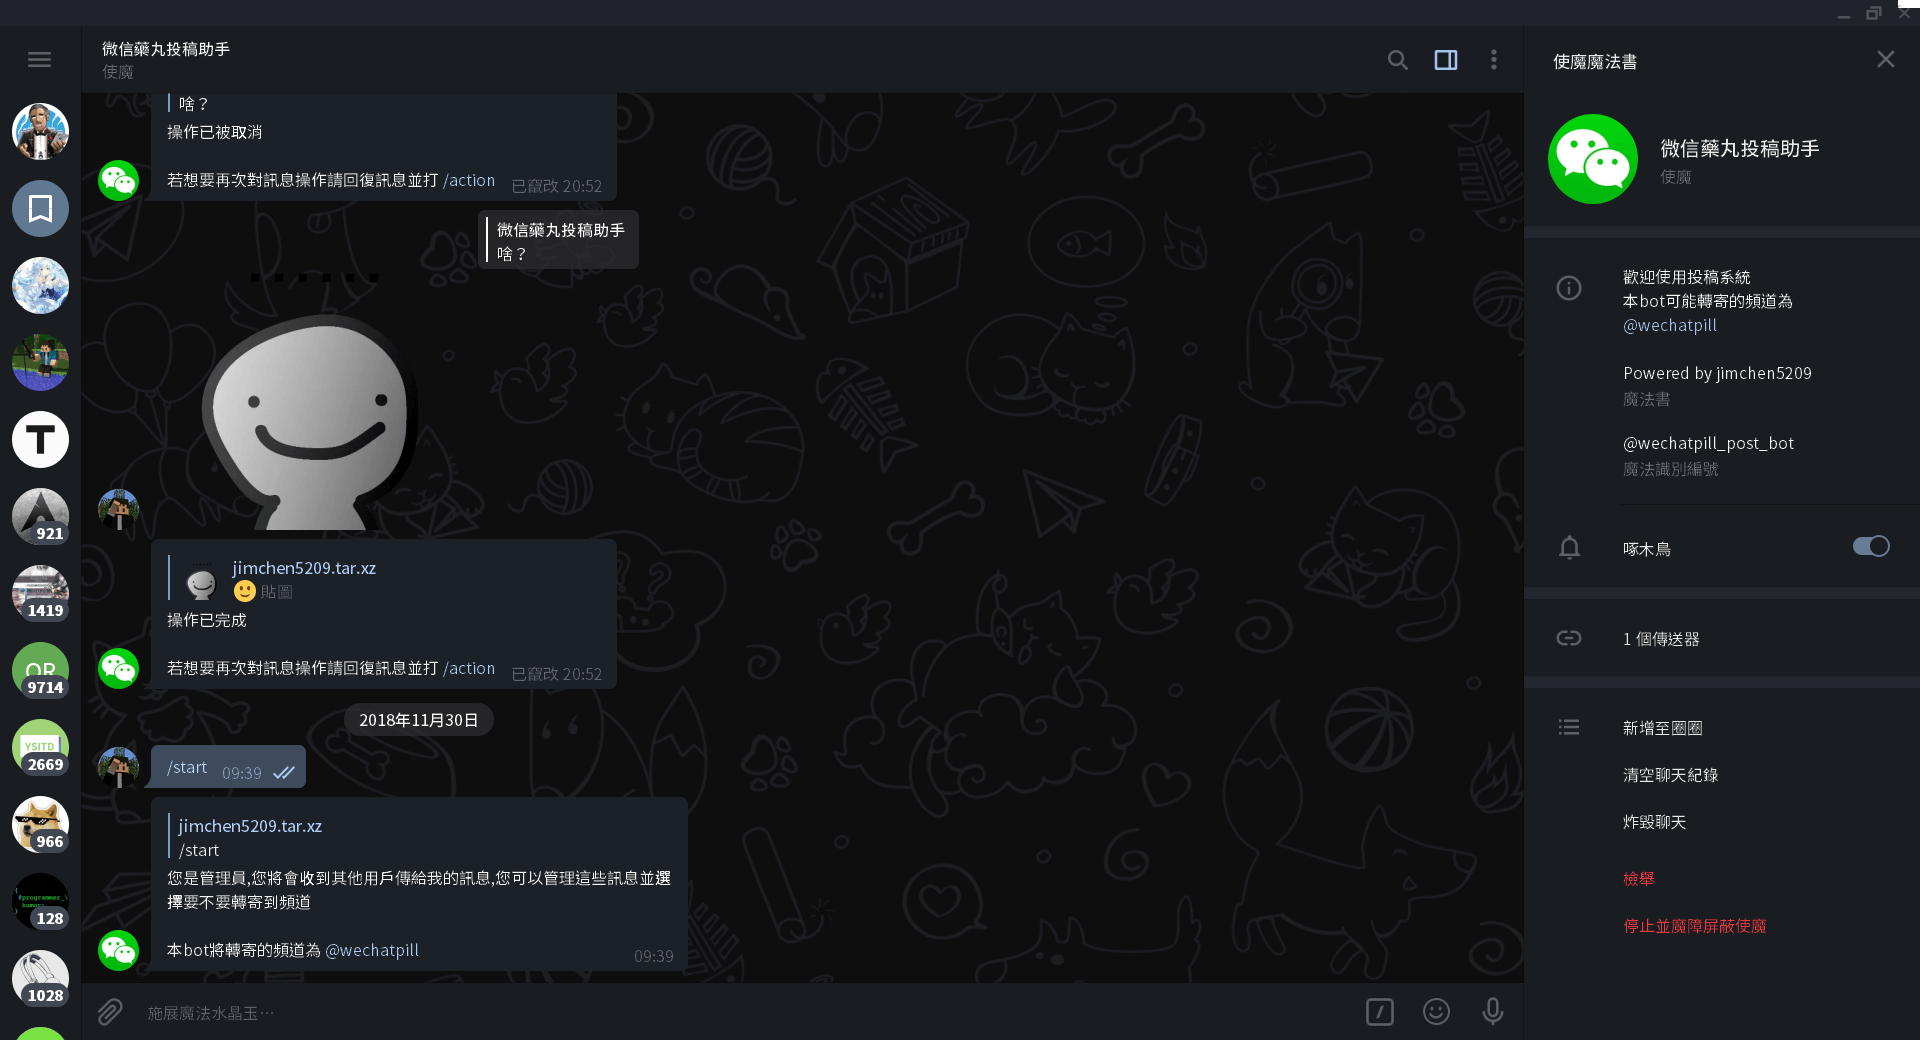 微信藥丸投稿助手
使魔
啥？
操作已被取消
若想要再次對訊息操作請回復訊息並打 /action
已竄改 20:52
微信藥丸投稿助手
啥？
jimchen5209.tar.xz
🙂 貼圖
操作已完成
若想要再次對訊息操作請回復訊息並打 /action
已竄改 20:52
2018年11月30日
/start
09:39
jimchen5209.tar.xz
/start
您是管理員,您將會收到其他用戶傳給我的訊息,您可以管理這些訊息並選
擇要不要轉寄到頻道
本bot將轉寄的頻道為 @wechatpill
09:39
施展魔法水晶玉…
T
921
1419
OR
9714
YSITD
2669
966
128
1028
使魔魔法書
微信藥丸投稿助手
使魔
歡迎使用投稿系統
本bot可能轉寄的頻道為
@wechatpill
Powered by jimchen5209
魔法書
@wechatpill_post_bot
魔法識別編號
啄木鳥
1 個傳送器
新增至圈圈
清空聊天紀錄
炸毀聊天
檢舉
停止並魔障屏蔽使魔